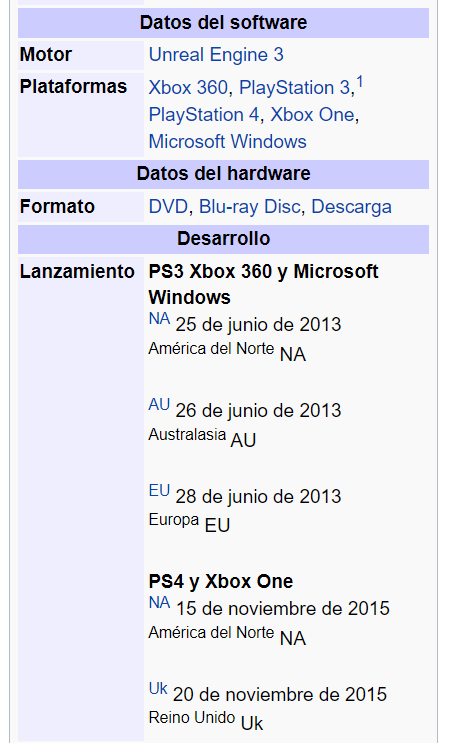 Datos del software
Motor Unreal Engine 3
Plataformas Xbox 360, PlayStation 3,1
PlayStation 4, Xbox One,
Microsoft Windows
Datos del hardware
Formato DVD, Blu-ray Disc, Descarga
Desarrollo
Lanzamiento PS3 Xbox 360 y Microsoft
Windows
NA 25 de junio de 2013
América del Norte NA
AU 26 de junio de 2013
Australasia AU
EU 28 de junio de 2013
Europa EU
PS4 y Xbox One
NA 15 de noviembre de 2015
América del Norte NA
Uk 20 de noviembre de 2015
Reino Unido Uk